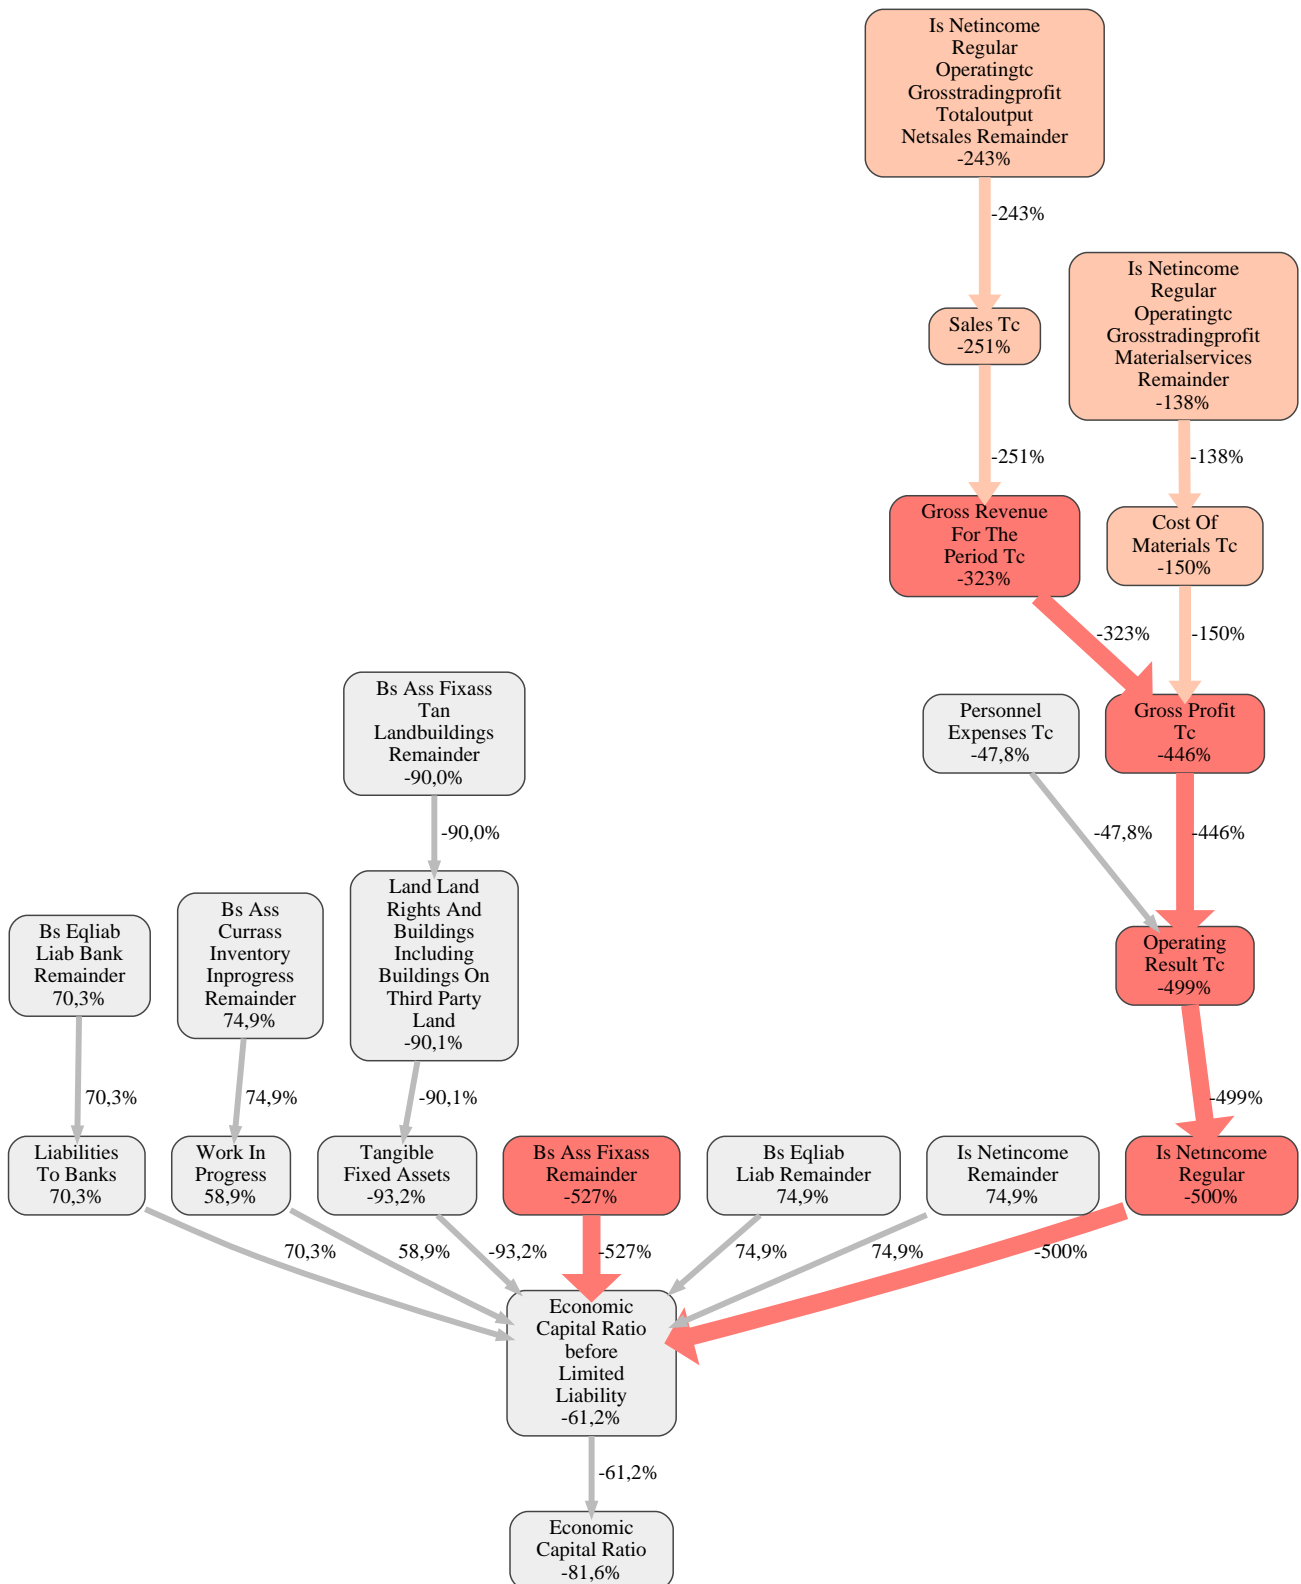 Is Netincome
Regular
Operatingtc
Grosstradingprofit
Totaloutput
Netsales Remainder
-243%
-243%
Is Netincome
Regular
Operatingtc
Grosstradingprofit
Materialservices
Remainder
-138%
Sales Tc
-251%
-251%
-138%
Gross Revenue
For The
Period Tc
-323%
Cost Of
Materials Tc
-150%
-323%
-150%
Bs Ass Fixass
Tan
Landbuildings
Remainder
-90,0%
Personnel
Expenses Tc
-47,8%
Gross Profit
Tc
-446%
-90,0%
-47,8%
-446%
Bs Eqliab
Liab Bank
Remainder
70,3%
Bs Ass
Currass
Inventory
Inprogress
Remainder
74,9%
Land Land
Rights And
Buildings
Including
Buildings On
Third Party
Land
-90,1%
Operating
Result Tc
-499%
70,3%
74,9%
-90,1%
-499%
Liabilities
To Banks
70,3%
Work In
Progress
58,9%
Tangible
Fixed Assets
-93,2%
Bs Ass Fixass
Remainder
-527%
Bs Eqliab
Liab Remainder
74,9%
Is Netincome
Remainder
74,9%
Is Netincome
Regular
-500%
70,3%
58,9%
-93,2%
-527%
74,9%
74,9%
-500%
Economic
Capital Ratio
before
Limited
Liability
-61,2%
-61,2%
Economic
Capital Ratio
-81,6%